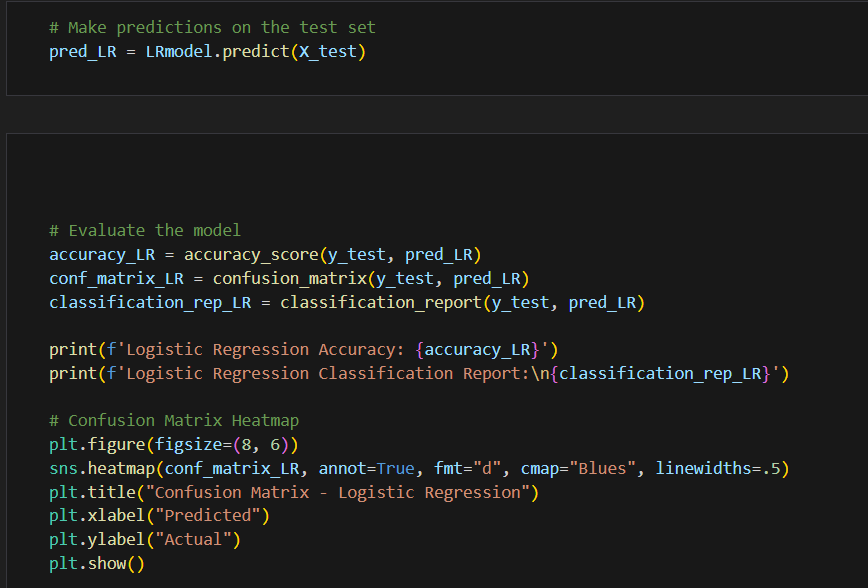 # Make predictions on the test set
pred_LR = LRmodel.predict(X_test)
# Evaluate the model
accuracy_LR = accuracy_score(y_test, pred_LR)
conf_matrix_LR = confusion_matrix(y_test, pred_LR)
classification_rep_LR = classification_report(y_test, pred_LR)
print(f'Logistic Regression Accuracy: {accuracy_LR}')
print(f'Logistic Regression Classification Report:\n{classification_rep_LR}')
# Confusion Matrix Heatmap
plt.figure(figsize=(8, 6))
sns.heatmap(conf_matrix_LR, annot=True, fmt="d", cmap="Blues", linewidths=.5)
plt.title("Confusion Matrix - Logistic Regression")
plt.xlabel("Predicted")
plt.ylabel("Actual")
plt.show()